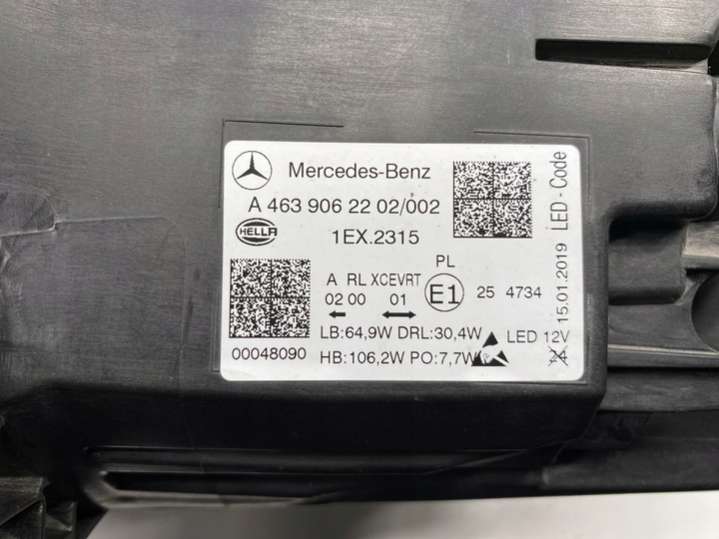 Mercedes-Benz
A 463 906 22 02/002
HELLA
1EX.2315
PL
A RL XCEVRT
02 00 01
E1
25 4734
LB:64,9W DRL:30,4W
LED 12V
00048090
HB:106,2W PO:7,7W
24
15.01.2019 LED - Code